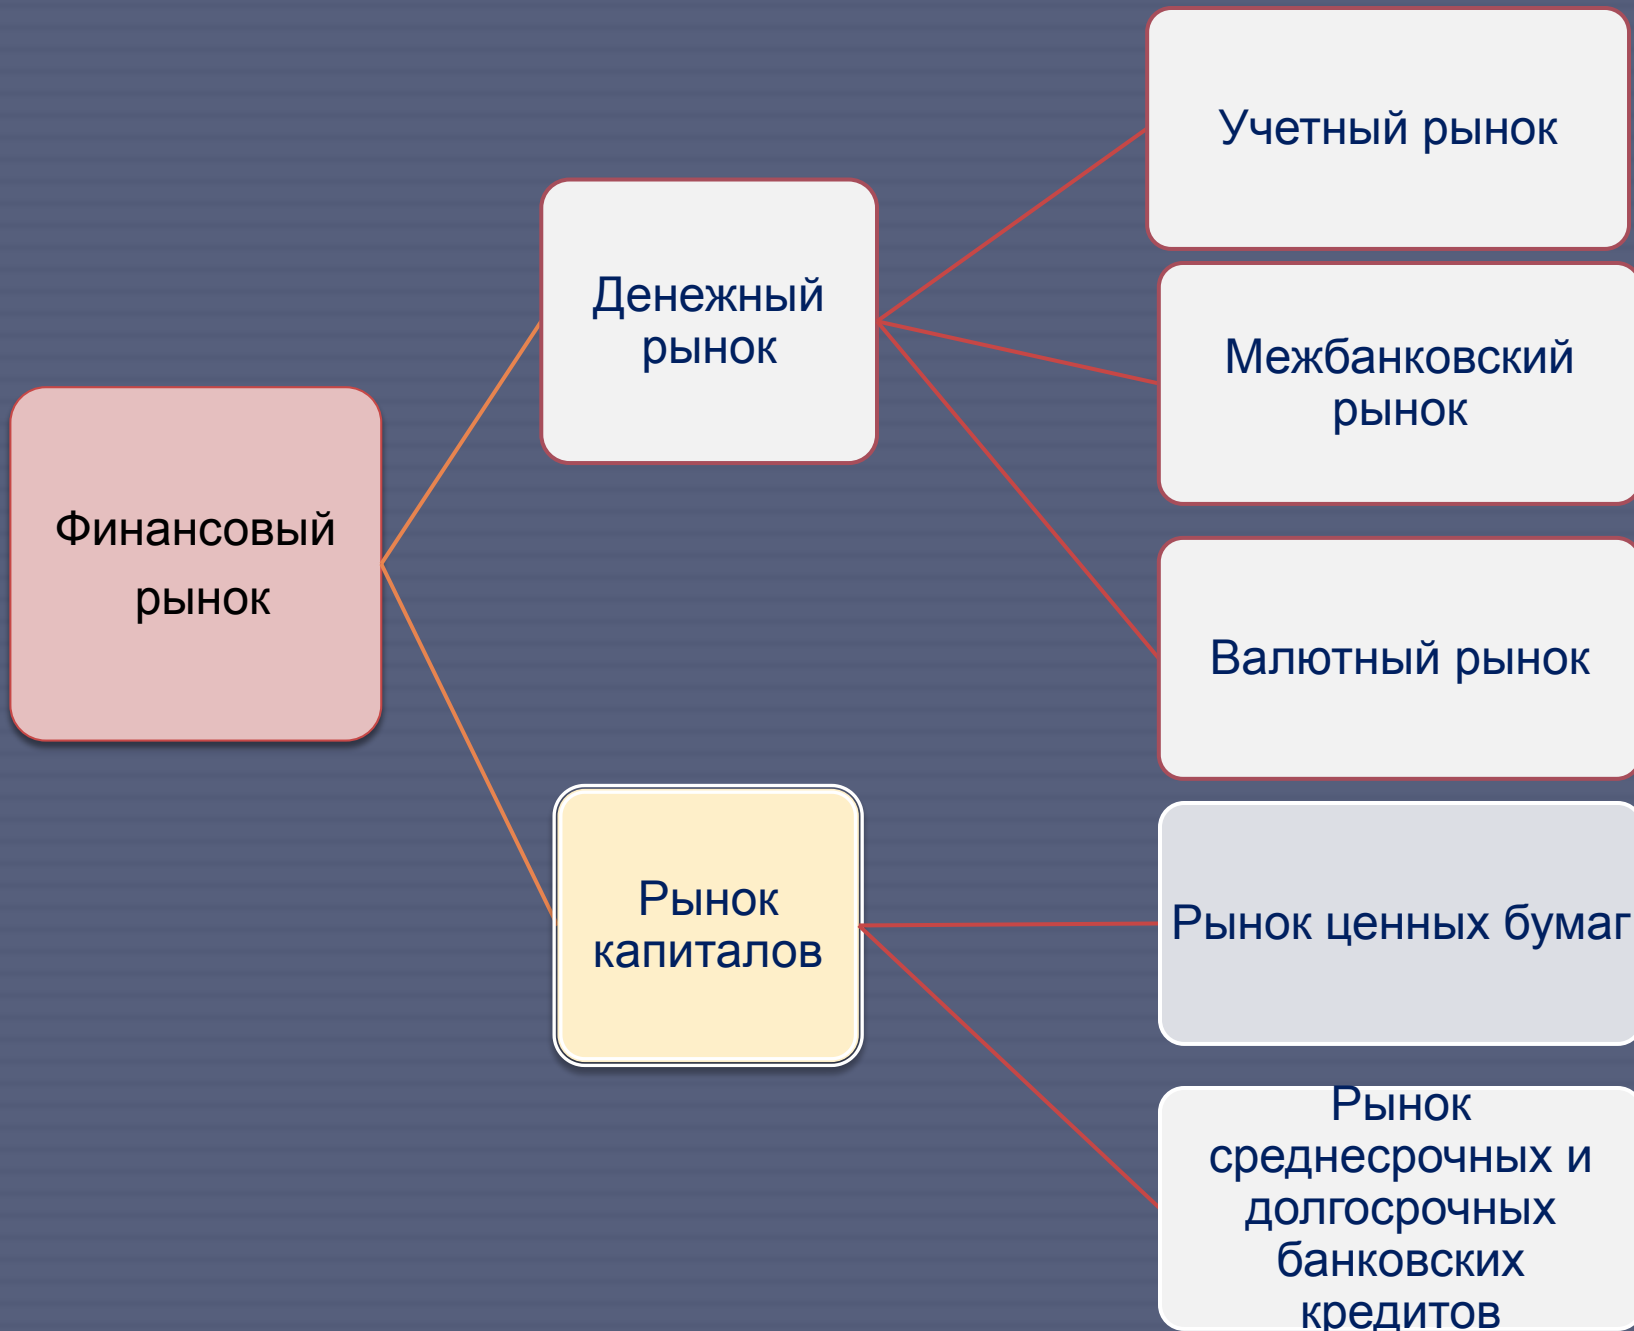 Финансовый
рынок
Денежный
рынок
Рынок
капиталов
Учетный рынок
Межбанковский
рынок
Валютный рынок
Рынок ценных бумаг
Рынок
среднесрочных и
долгосрочных
банковских
кредитов